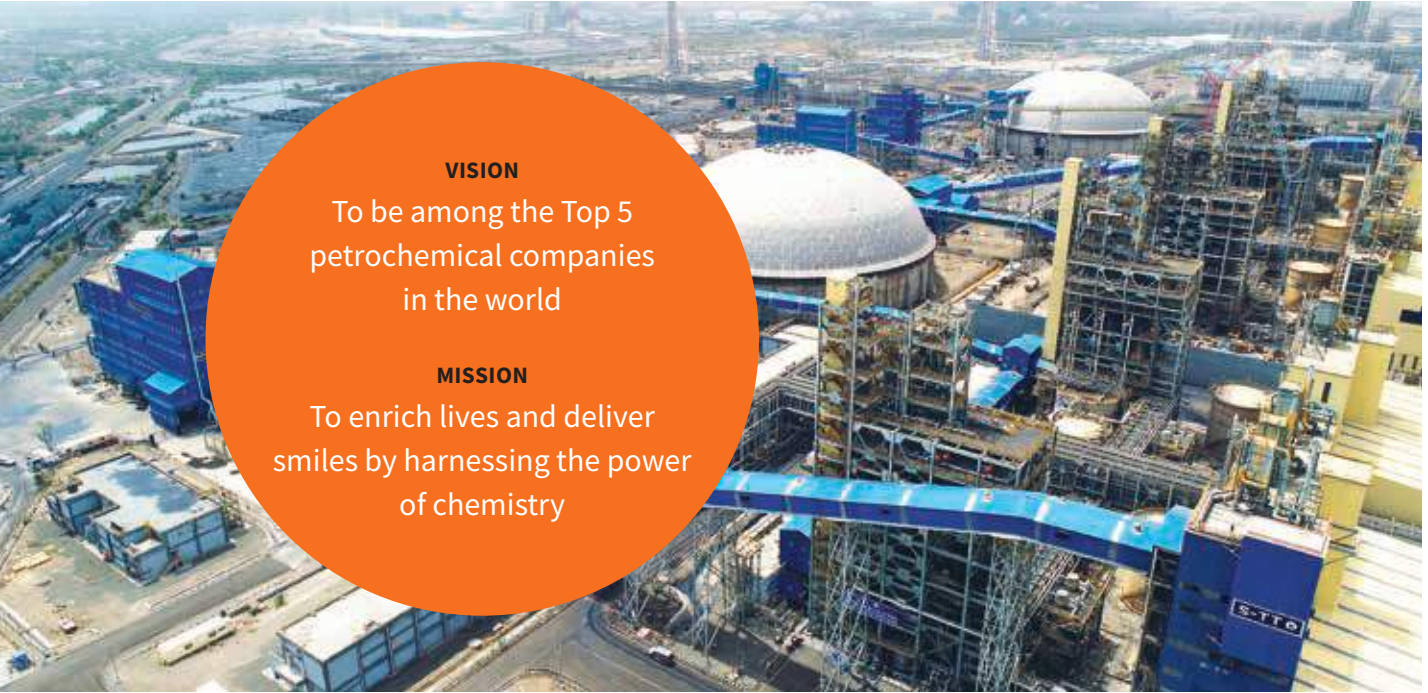 VISION
To be among the Top 5
petrochemical companies
in the world
MISSION
To enrich lives and deliver
smiles by harnessing the power
of chemistry